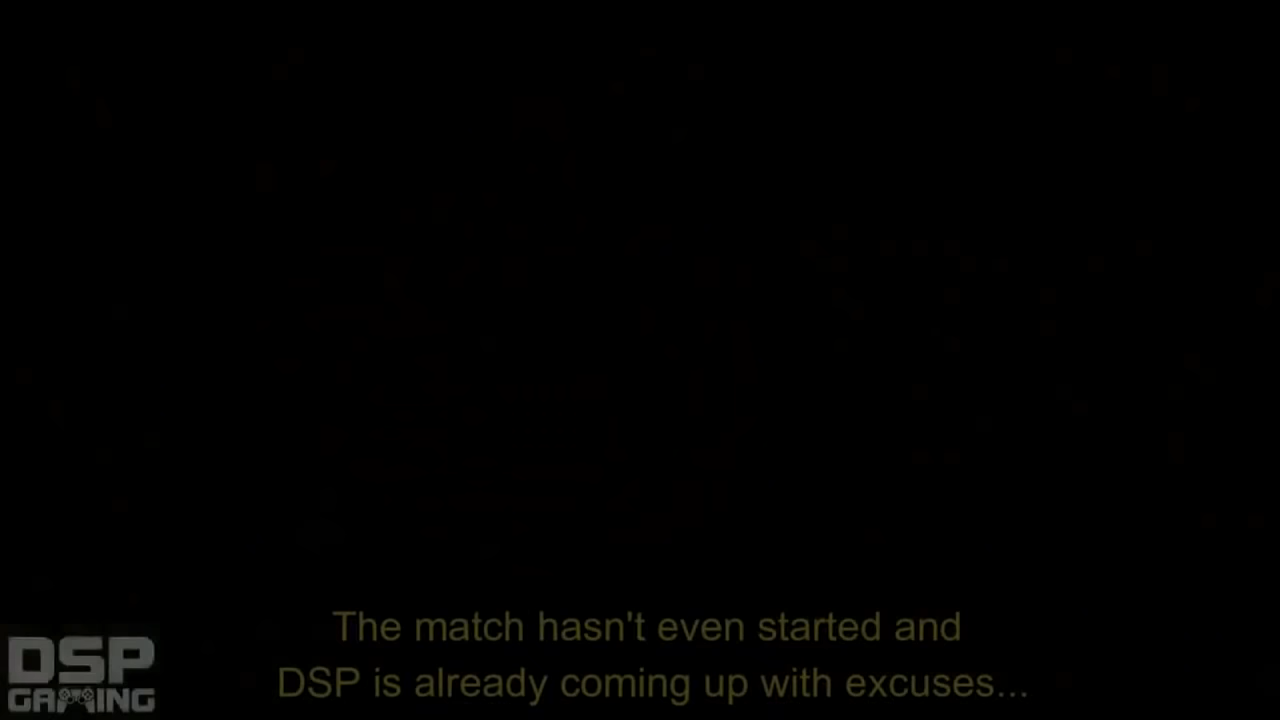 The match hasn't even started and
DSP is already coming up with excuses...
DSP
GAMING